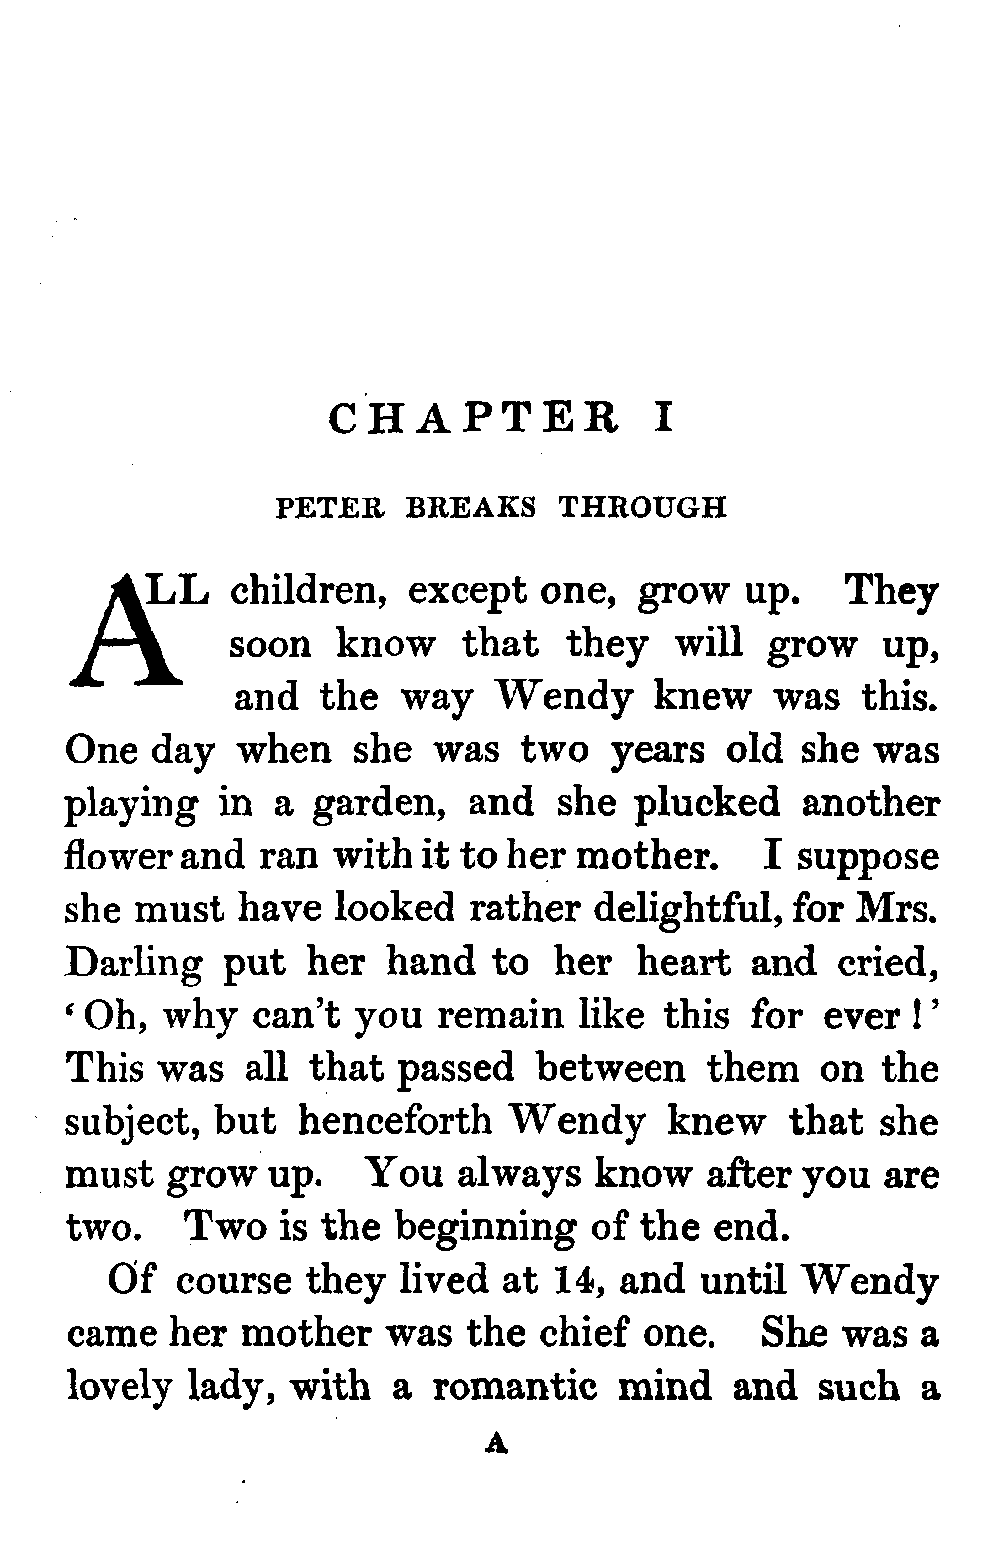 CHAPTER I
PETER BREAKS THROUGH
ALL children, except one, grow up. They
soon know that they will grow up,
and the way Wendy knew was this.
One day when she was two years old she was
playing in a garden, and she plucked another
flower and ran with it to her mother. I suppose
she must have looked rather delightful, for Mrs.
Darling put her hand to her heart and cried,
‘Oh, why can’t you remain like this for ever!’
This was all that passed between them on the
subject, but henceforth Wendy knew that she
must grow up. You always know after you are
two. Two is the beginning of the end.
Of course they lived at 14, and until Wendy
came her mother was the chief one. She was a
lovely lady, with a romantic mind and such a
A